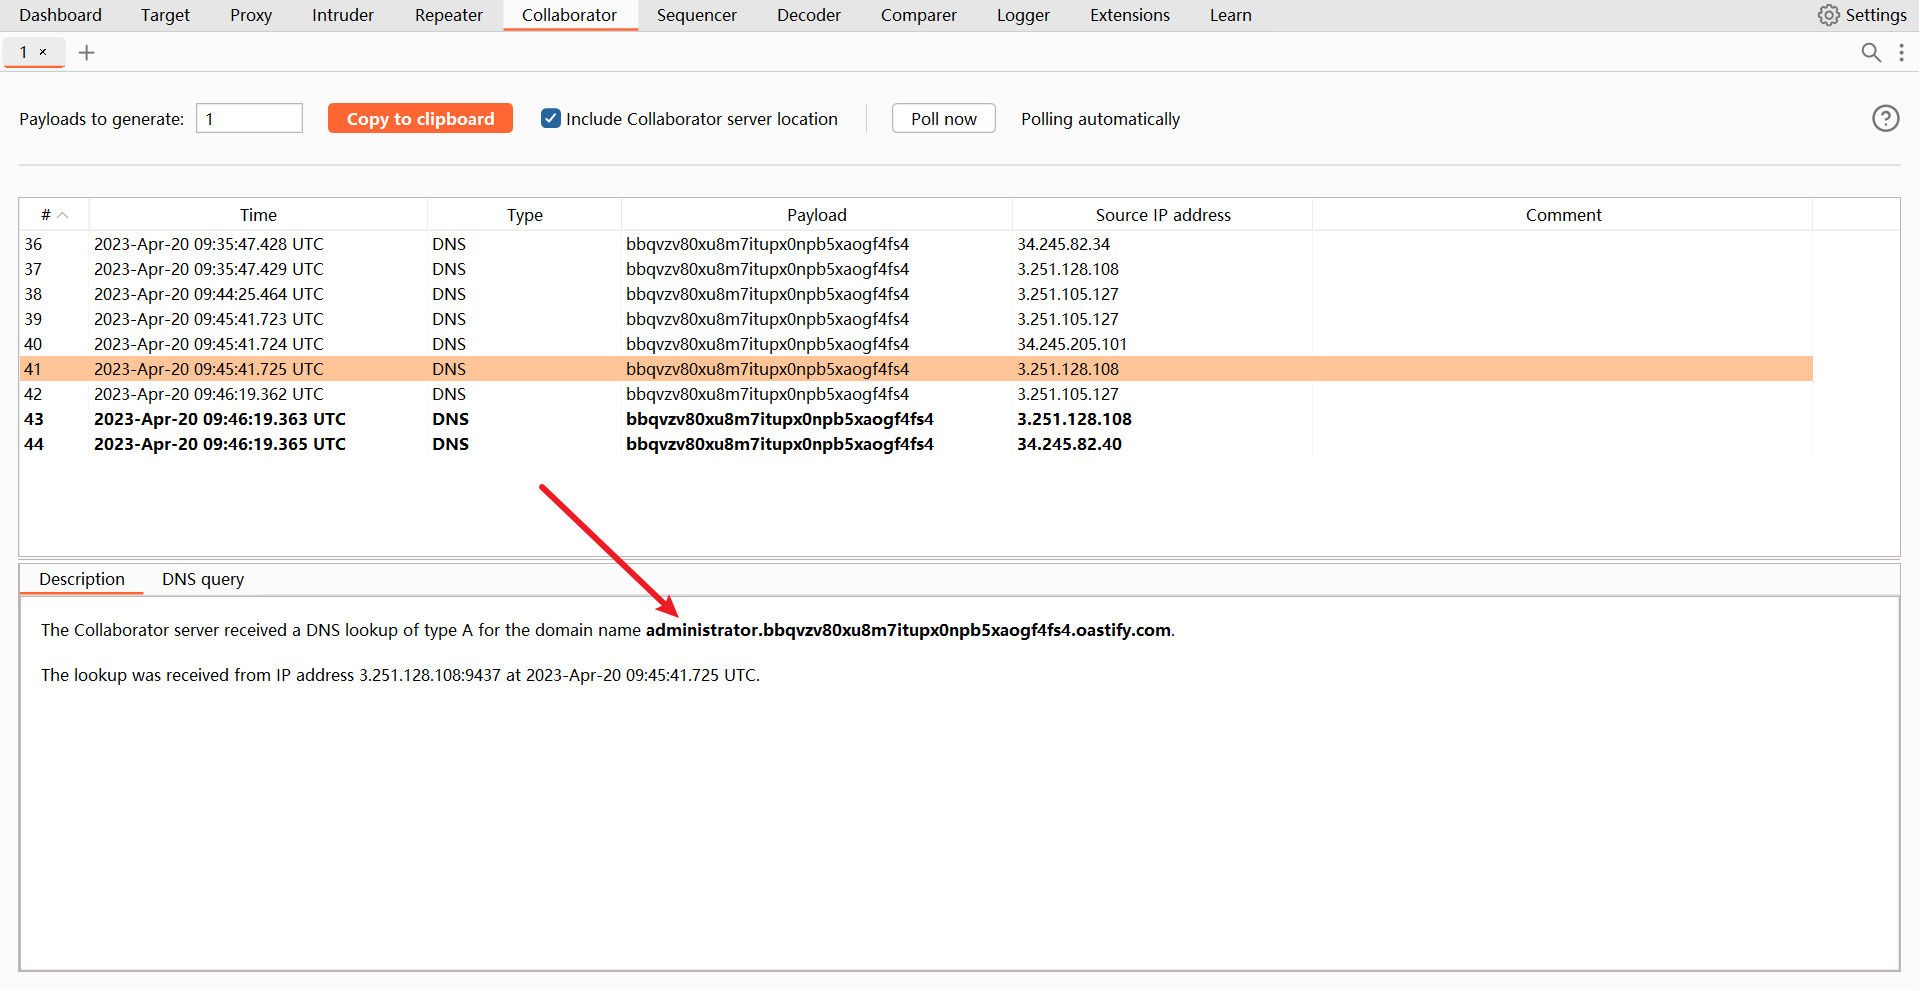 Dashboard Target Proxy Intruder Repeater Collaborator Sequencer Decoder Comparer Logger Extensions Learn Settings
1 ×
Payloads to generate: 1 Copy to clipboard Include Collaborator server location Poll now Polling automatically
# Time Type Payload Source IP address Comment
36 2023-Apr-20 09:35:47.428 UTC DNS bbqvzv80xu8m7itupx0npb5xaogf4fs4 34.245.82.34
37 2023-Apr-20 09:35:47.429 UTC DNS bbqvzv80xu8m7itupx0npb5xaogf4fs4 3.251.128.108
38 2023-Apr-20 09:44:25.464 UTC DNS bbqvzv80xu8m7itupx0npb5xaogf4fs4 3.251.105.127
39 2023-Apr-20 09:45:41.723 UTC DNS bbqvzv80xu8m7itupx0npb5xaogf4fs4 3.251.105.127
40 2023-Apr-20 09:45:41.724 UTC DNS bbqvzv80xu8m7itupx0npb5xaogf4fs4 34.245.205.101
41 2023-Apr-20 09:45:41.725 UTC DNS bbqvzv80xu8m7itupx0npb5xaogf4fs4 3.251.128.108
42 2023-Apr-20 09:46:19.362 UTC DNS bbqvzv80xu8m7itupx0npb5xaogf4fs4 3.251.105.127
43 2023-Apr-20 09:46:19.363 UTC DNS bbqvzv80xu8m7itupx0npb5xaogf4fs4 3.251.128.108
44 2023-Apr-20 09:46:19.365 UTC DNS bbqvzv80xu8m7itupx0npb5xaogf4fs4 34.245.82.40
Description DNS query
The Collaborator server received a DNS lookup of type A for the domain name administrator.bbqvzv80xu8m7itupx0npb5xaogf4fs4.oastify.com.
The lookup was received from IP address 3.251.128.108:9437 at 2023-Apr-20 09:45:41.725 UTC.